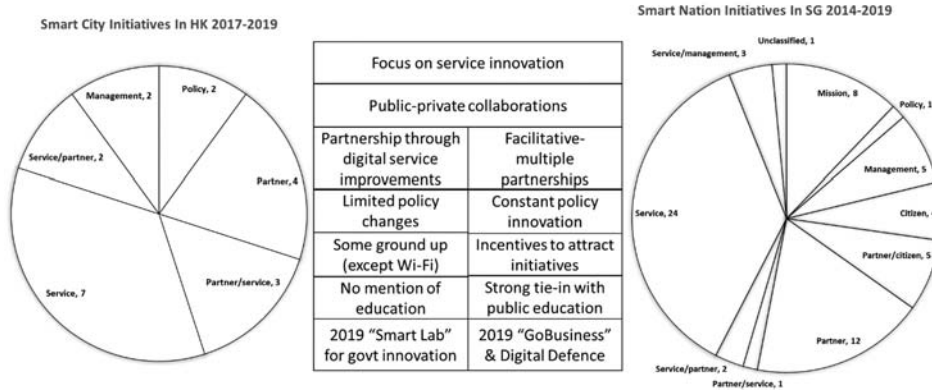 Smart City Initiatives In HK 2017-2019
Management, 2
Policy, 2
Service/partner, 2
Partner, 4
Service, 7
Partner/service, 3
Focus on service innovation
Public-private collaborations
Partnership through
digital service
improvements
Facilitative-
multiple
partnerships
Limited policy
changes
Constant policy
innovation
Some ground up
(except Wi-Fi)
Incentives to attract
initiatives
No mention of
education
Strong tie-in with
public education
2019 “Smart Lab”
for govt innovation
2019 “GoBusiness”
& Digital Defence
Smart Nation Initiatives In SG 2014-2019
Unclassified, 1
Service/management, 3
Mission, 8
Policy, 1
Management, 5
Service, 24
Citizen,
Partner/citizen, 5
Partner, 12
Service/partner, 2
Partner/service, 1